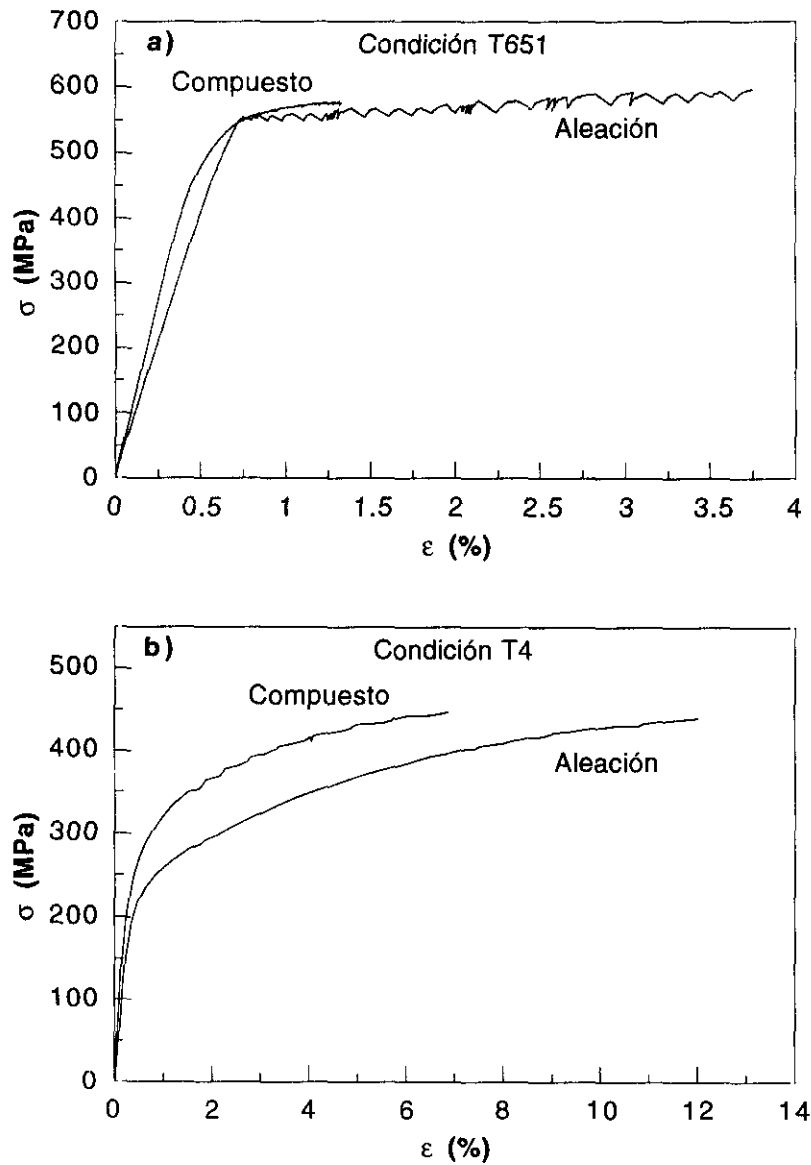 700
a)
Condición T651
Compuesto
600
Aleación
500
400
σ (MPa)
300
200
100
0
0 0.5 1 1.5 2 2.5 3 3.5 4
ε (%)
b)
Condición T4
500
Compuesto
400
Aleación
300
σ (MPa)
200
100
0
0 2 4 6 8 10 12 14
ε (%)